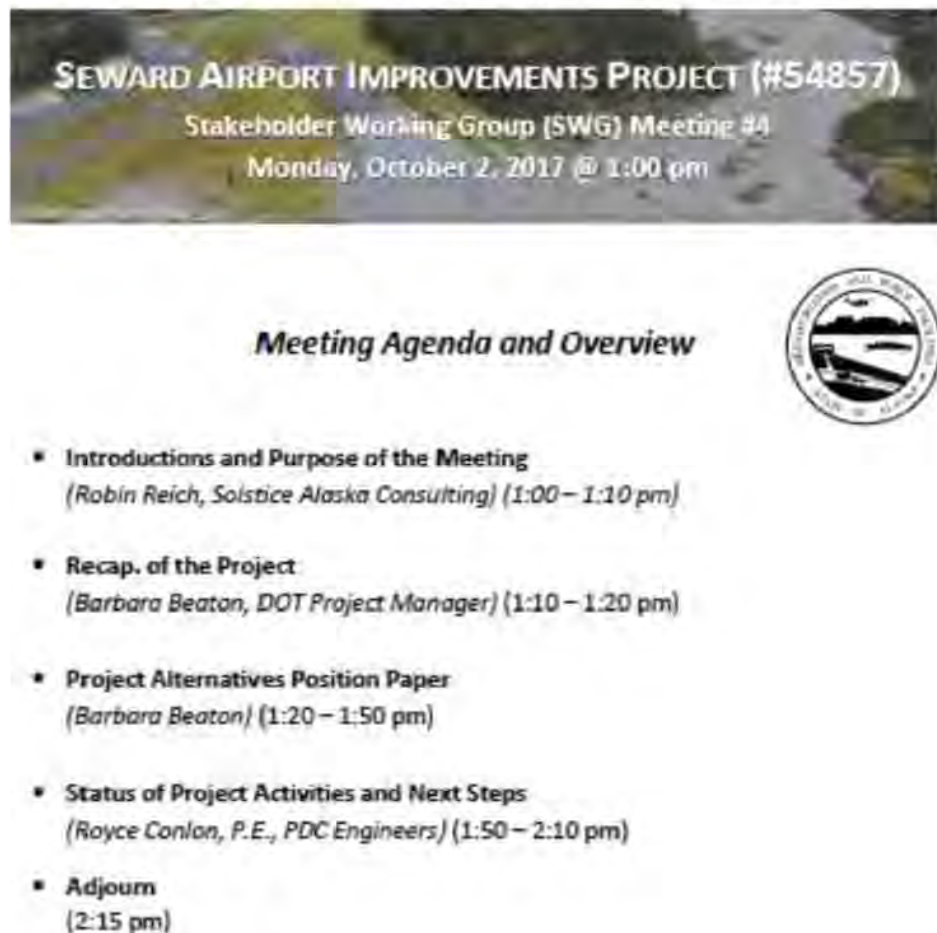 SEWARD AIRPORT IMPROVEMENTS PROJECT (#54857)
Stakeholder Working Group (SWG) Meeting #4
Monday, October 2, 2017 @ 1:00 pm
Meeting Agenda and Overview
STATE OF ALASKA
▪ Introductions and Purpose of the Meeting
(Robin Reich, Solstice Alaska Consulting) (1:00 – 1:10 pm)
▪ Recap. of the Project
(Barbara Beaton, DOT Project Manager) (1:10 – 1:20 pm)
▪ Project Alternatives Position Paper
(Barbara Beaton) (1:20 – 1:50 pm)
▪ Status of Project Activities and Next Steps
(Royce Conlon, P.E., PDC Engineers) (1:50 – 2:10 pm)
▪ Adjourn
(2:15 pm)